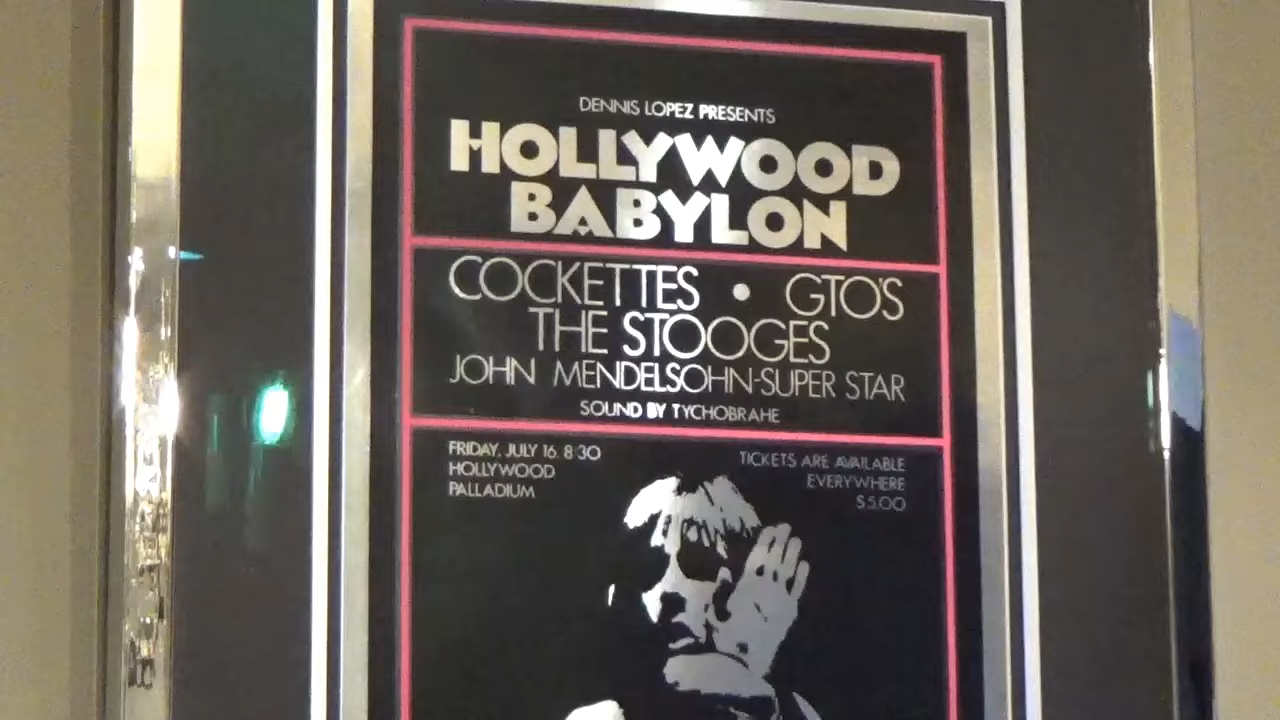 DENNIS LOPEZ PRESENTS
HOLLYWOOD
BABYLON
COCKETTES • GTO'S
THE STOOGES
JOHN MENDELSOHN-SUPER STAR
SOUND BY TYCHOBRAHE
FRIDAY, JULY 16. 8:30
HOLLYWOOD
PALLADIUM
TICKETS ARE AVAILABLE
EVERYWHERE
$5.00